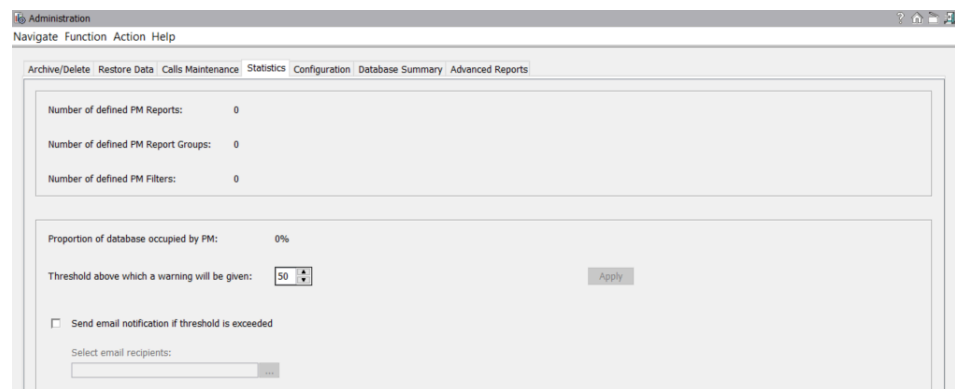 Administration ?
Navigate Function Action Help
Archive/Delete Restore Data Calls Maintenance Statistics Configuration Database Summary Advanced Reports
Number of defined PM Reports: 0
Number of defined PM Report Groups: 0
Number of defined PM Filters: 0
Proportion of database occupied by PM: 0%
Threshold above which a warning will be given: 50 Apply
Send email notification if threshold is exceeded
Select email recipients:
...